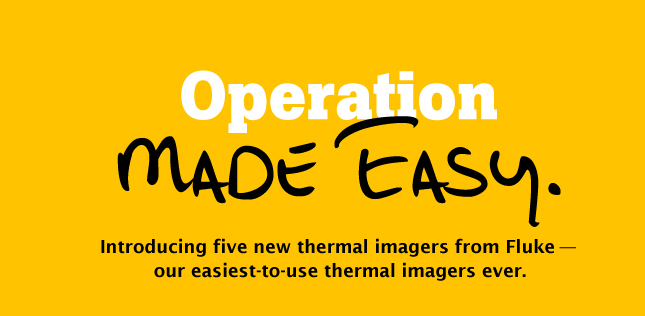 Operation
MADE EASY.
Introducing five new thermal imagers from Fluke —
our easiest-to-use thermal imagers ever.